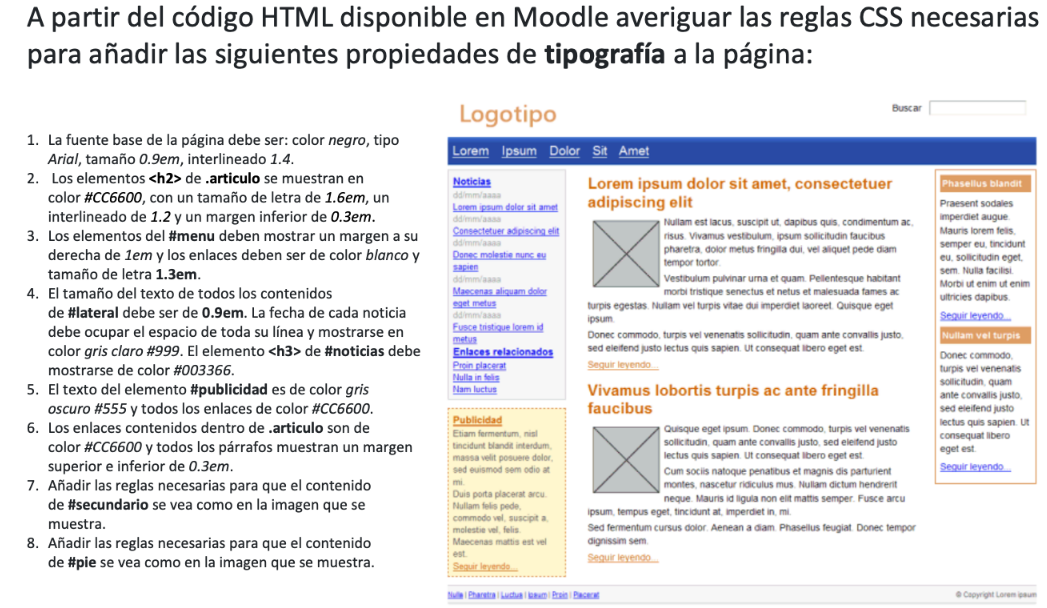 A partir del código HTML disponible en Moodle averiguar las reglas CSS necesarias
para añadir las siguientes propiedades de tipografía a la página:
1. La fuente base de la página debe ser: color negro, tipo
Arial, tamaño 0.9em, interlineado 1.4.
2. Los elementos <h2> de .articulo se muestran en
color #CC6600, con un tamaño de letra de 1.6em, un
interlineado de 1.2 y un margen inferior de 0.3em.
3. Los elementos del #menu deben mostrar un margen a su
derecha de 1em y los enlaces deben ser de color blanco y
tamaño de letra 1.3em.
4. El tamaño del texto de todos los contenidos
de #lateral debe ser de 0.9em. La fecha de cada noticia
debe ocupar el espacio de toda su línea y mostrarse en
color gris claro #999. El elemento <h3> de #noticias debe
mostrarse de color #003366.
5. El texto del elemento #publicidad es de color gris
oscuro #555 y todos los enlaces de color #CC6600.
6. Los enlaces contenidos dentro de .articulo son de
color #CC6600 y todos los párrafos muestran un margen
superior e inferior de 0.3em.
7. Añadir las reglas necesarias para que el contenido
de #secundario se vea como en la imagen que se
muestra.
8. Añadir las reglas necesarias para que el contenido
de #pie se vea como en la imagen que se muestra.
Logotipo
Buscar
Lorem Ipsum Dolor Sit Amet
Noticias
dd/mm/aaaa
Lorem ipsum dolor sit amet
dd/mm/aaaa
Consectetuer adipiscing elit
dd/mm/aaaa
Donec molestie nunc eu
sapien
dd/mm/aaaa
Maecenas aliquam dolor
eget metus
dd/mm/aaaa
Fusce tristique lorem id
metus
Enlaces relacionados
Proin placerat
Nulla in felis
Nam luctus
Publicidad
Etiam fermentum, nisl
tincidunt blandit interdum,
massa velit posuere dolor,
sed euismod sem odio at
mi.
Duis porta placerat arcu.
Nullam felis pede,
commodo vel, suscipit a,
molestie vel, felis.
Maecenas mattis est vel
est.
Seguir leyendo...
Lorem ipsum dolor sit amet, consectetuer
adipiscing elit
Nullam est lacus, suscipit ut, dapibus quis, condimentum ac,
risus. Vivamus vestibulum, ipsum sollicitudin faucibus
pharetra, dolor metus fringilla dui, vel aliquet pede diam
tempor tortor.
Vestibulum pulvinar urna et quam. Pellentesque habitant
morbi tristique senectus et netus et malesuada fames ac
turpis egestas. Nullam vel turpis vitae dui imperdiet laoreet. Quisque eget
ipsum.
Donec commodo, turpis vel venenatis sollicitudin, quam ante convallis justo,
sed eleifend justo lectus quis sapien. Ut consequat libero eget est.
Seguir leyendo...
Vivamus lobortis turpis ac ante fringilla
faucibus
Quisque eget ipsum. Donec commodo, turpis vel venenatis
sollicitudin, quam ante convallis justo, sed eleifend justo
lectus quis sapien. Ut consequat libero eget est.
Cum sociis natoque penatibus et magnis dis parturient
montes, nascetur ridiculus mus. Nullam dictum hendrerit
neque. Mauris id ligula non elit mattis semper. Fusce arcu
ipsum, tempus eget, tincidunt at, imperdiet in, mi.
Sed fermentum cursus dolor. Aenean a diam. Phasellus feugiat. Donec tempor
dignissim sem.
Seguir leyendo...
Phasellus blandit
Praesent sodales
imperdiet augue.
Mauris lorem felis,
semper eu, tincidunt
eu, sollicitudin eget,
sem. Nulla facilisi.
Morbi ut enim ut enim
ultricies dapibus.
Seguir leyendo...
Nullam vel turpis
Donec commodo,
turpis vel venenatis
sollicitudin, quam
ante convallis justo,
sed eleifend justo
lectus quis sapien. Ut
consequat libero
eget est.
Seguir leyendo...
Nulla | Pharetra | Luctus | Ipsum | Proin | Placerat
© Copyright Lorem ipsum